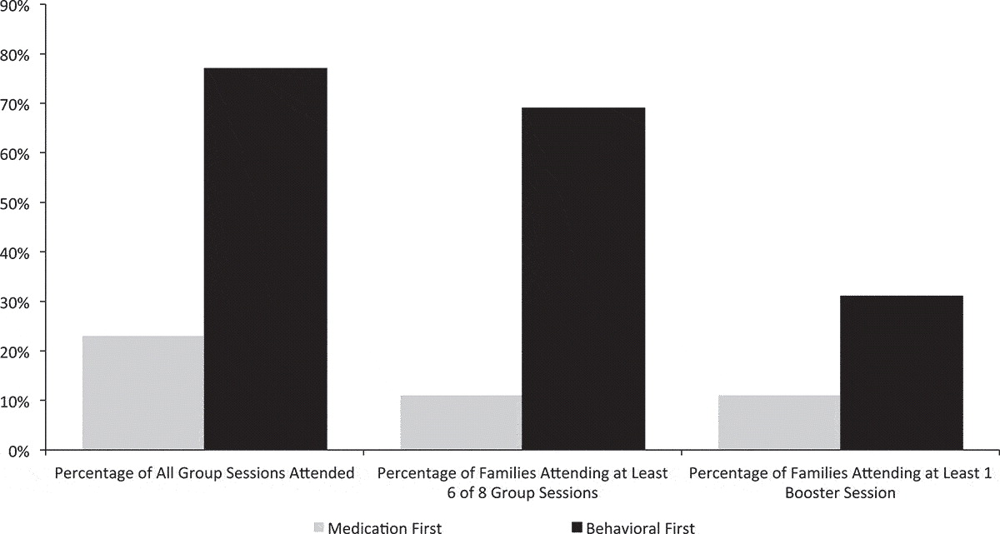 90%
80%
70%
60%
50%
40%
30%
20%
10%
0%
Percentage of All Group Sessions Attended
Percentage of Families Attending at Least
6 of 8 Group Sessions
Percentage of Families Attending at Least 1
Booster Session
Medication First
Behavioral First